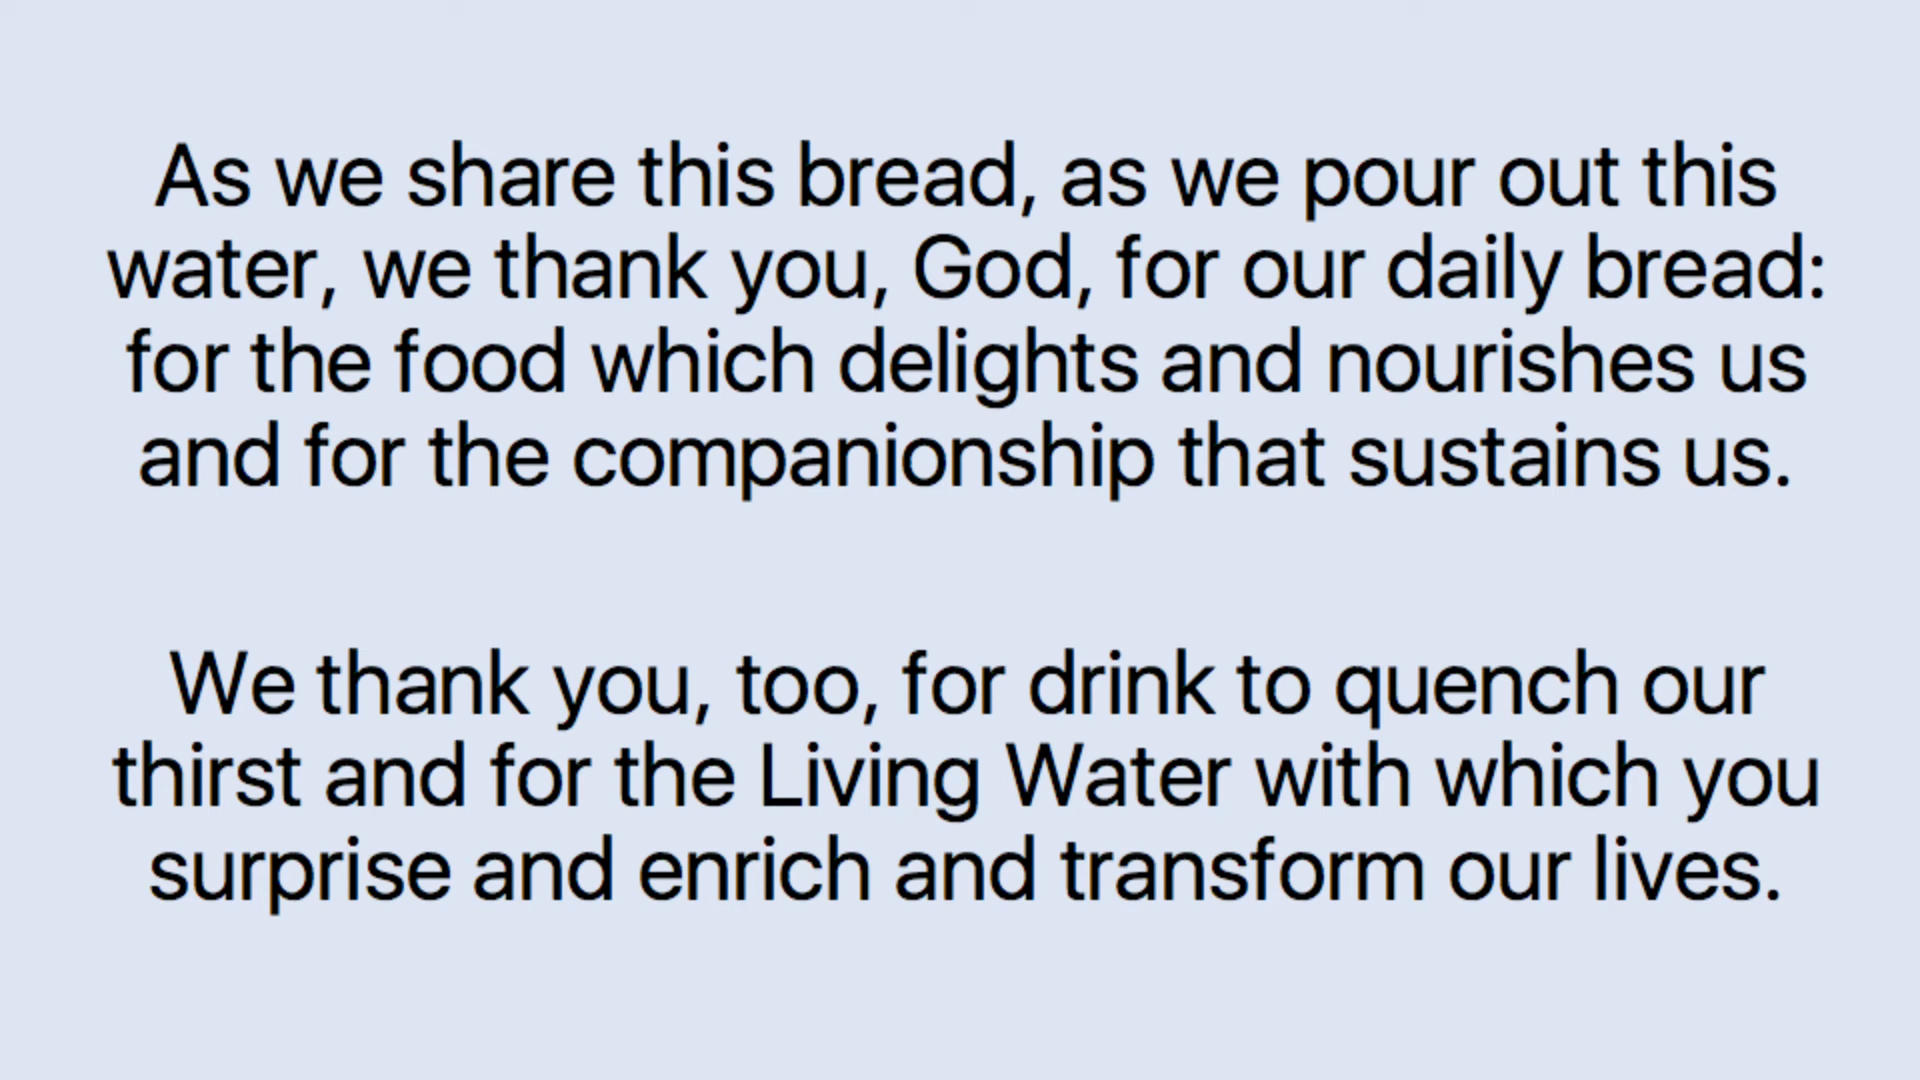 As we share this bread, as we pour out this
water, we thank you, God, for our daily bread:
for the food which delights and nourishes us
and for the companionship that sustains us.
We thank you, too, for drink to quench our
thirst and for the Living Water with which you
surprise and enrich and transform our lives.